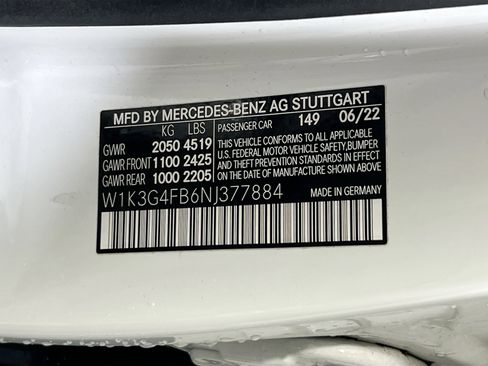 MFD BY MERCEDES-BENZ AG STUTTGART
KG LBS PASSENGER CAR 149 06/22
GVWR 2050 4519
GAWR FRONT 1100 2425
GAWR REAR 1000 2205
THIS VEHICLE CONFORMS TO ALL APPLICABLE
U.S. FEDERAL MOTOR VEHICLE SAFETY, BUMPER
AND THEFT PREVENTION STANDARDS IN EFFECT
ON THE DATE OF MANUFACTURE SHOWN ABOVE.
W1K3G4FB6NJ377884 MADE IN GERMANY